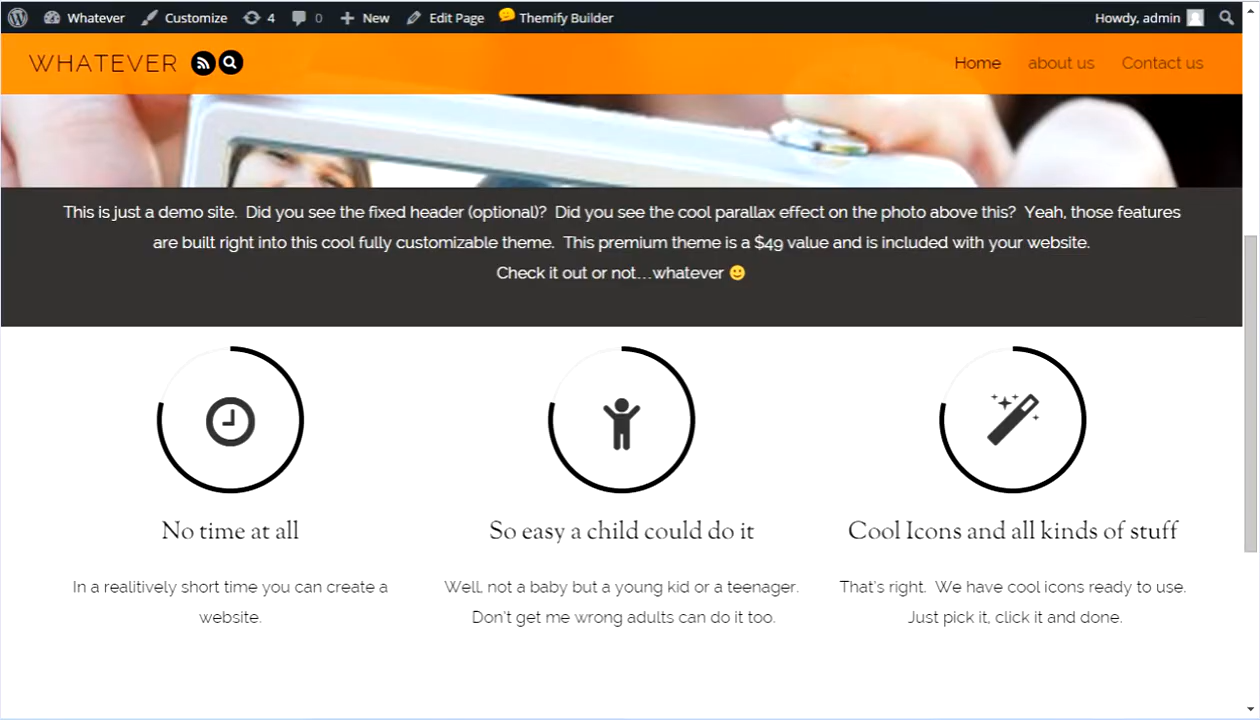 Whatever Customize 4 0 New Edit Page Themify Builder Howdy, admin
WHATEVER Home about us Contact us
This is just a demo site. Did you see the fixed header (optional)? Did you see the cool parallax effect on the photo above this? Yeah, those features
are built right into this cool fully customizable theme. This premium theme is a $49 value and is included with your website.
Check it out or not...whatever 🙂
No time at all
So easy a child could do it
Cool Icons and all kinds of stuff
In a realitively short time you can create a
website.
Well, not a baby but a young kid or a teenager.
Don't get me wrong adults can do it too.
That's right. We have cool icons ready to use.
Just pick it, click it and done.